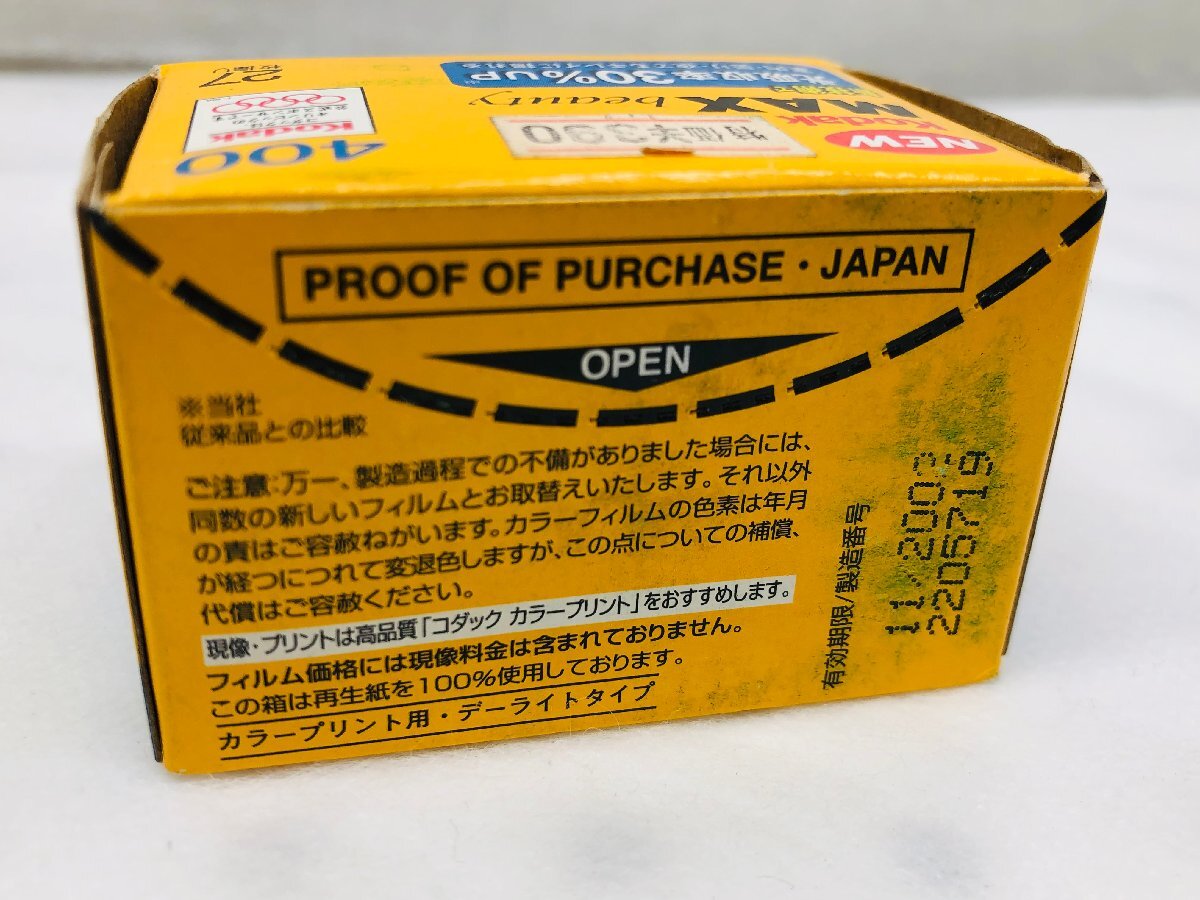 NEW
Kodak
MAX beauty
特価¥330
30%UP
400
Kodak
27
PROOF OF PURCHASE・JAPAN
OPEN
※当社
従来品との比較
ご注意:万一、製造過程での不備がありました場合には、
同数の新しいフィルムとお取替えいたします。それ以外
の責はご容赦ねがいます。カラーフィルムの色素は年月
が経つにつれて変退色しますが、この点についての補償、
代償はご容赦ください。
現像・プリントは高品質「コダック カラープリント」をおすすめします。
フィルム価格には現像料金は含まれておりません。
この箱は再生紙を100%使用しております。
カラープリント用・デーライトタイプ
有効期限/製造番号
11/2002
2205719